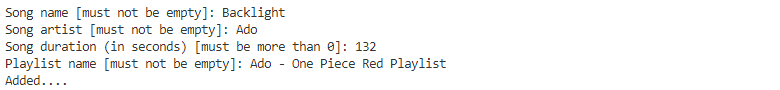 Song name [must not be empty]: Backlight
Song artist [must not be empty]: Ado
Song duration (in seconds) [must be more than 0]: 132
Playlist name [must not be empty]: Ado - One Piece Red Playlist
Added....